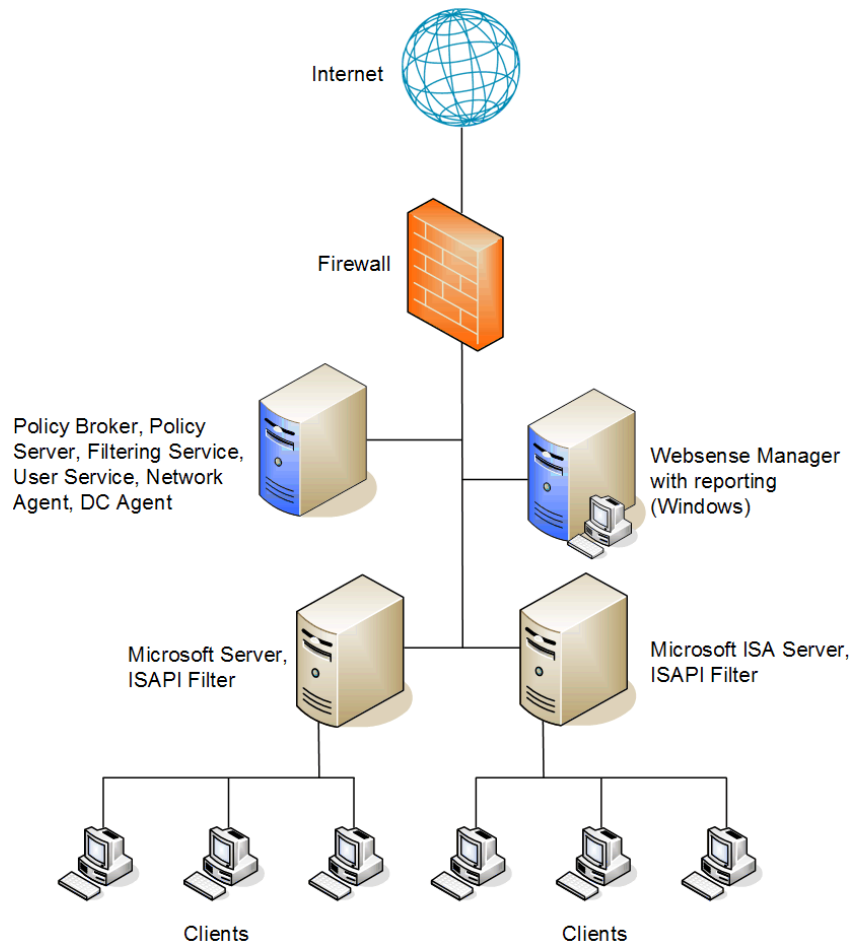 Internet
Firewall
Policy Broker, Policy
Server, Filtering Service,
User Service, Network
Agent, DC Agent
Websense Manager
with reporting
(Windows)
Microsoft Server,
ISAPI Filter
Microsoft ISA Server,
ISAPI Filter
Clients
Clients